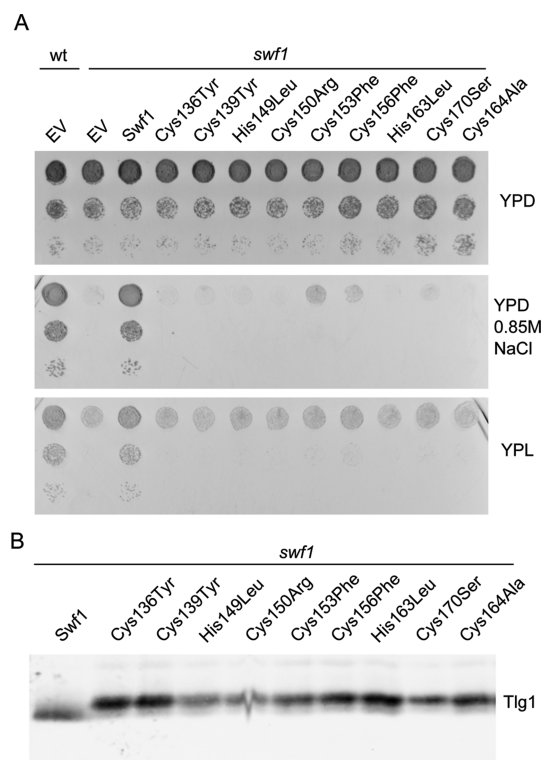 A
wt
swf1
EV
EV
Swf1
Cys136Tyr
Cys139Tyr
His149Leu
Cys150Arg
Cys153Phe
Cys156Phe
His163Leu
Cys170Ser
Cys164Ala
YPD
YPD
0.85M
NaCl
YPL
B
swf1
Swf1
Cys136Tyr
Cys139Tyr
His149Leu
Cys150Arg
Cys153Phe
Cys156Phe
His163Leu
Cys170Ser
Cys164Ala
Tlg1